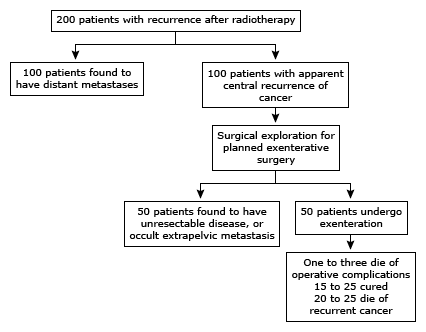 200 patients with recurrence after radiotherapy
100 patients found to
have distant metastases
100 patients with apparent
central recurrence of
cancer
Surgical exploration for
planned exenterative
surgery
50 patients found to have
unresectable disease, or
occult extrapelvic metastasis
50 patients undergo
exenteration
One to three die of
operative complications
15 to 25 cured
20 to 25 die of
recurrent cancer